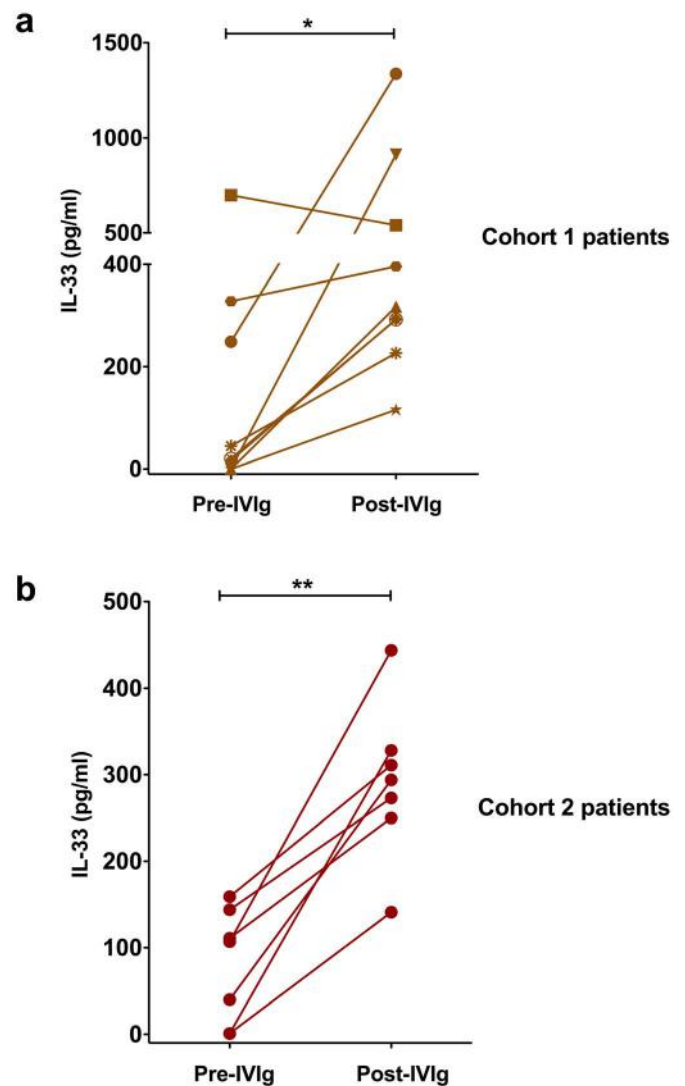 a
*
1500
1000
500
400
200
0
IL-33 (pg/ml)
Pre-IVIg Post-IVIg
Cohort 1 patients
b
**
500
400
300
200
100
0
IL-33 (pg/ml)
Pre-IVIg Post-IVIg
Cohort 2 patients